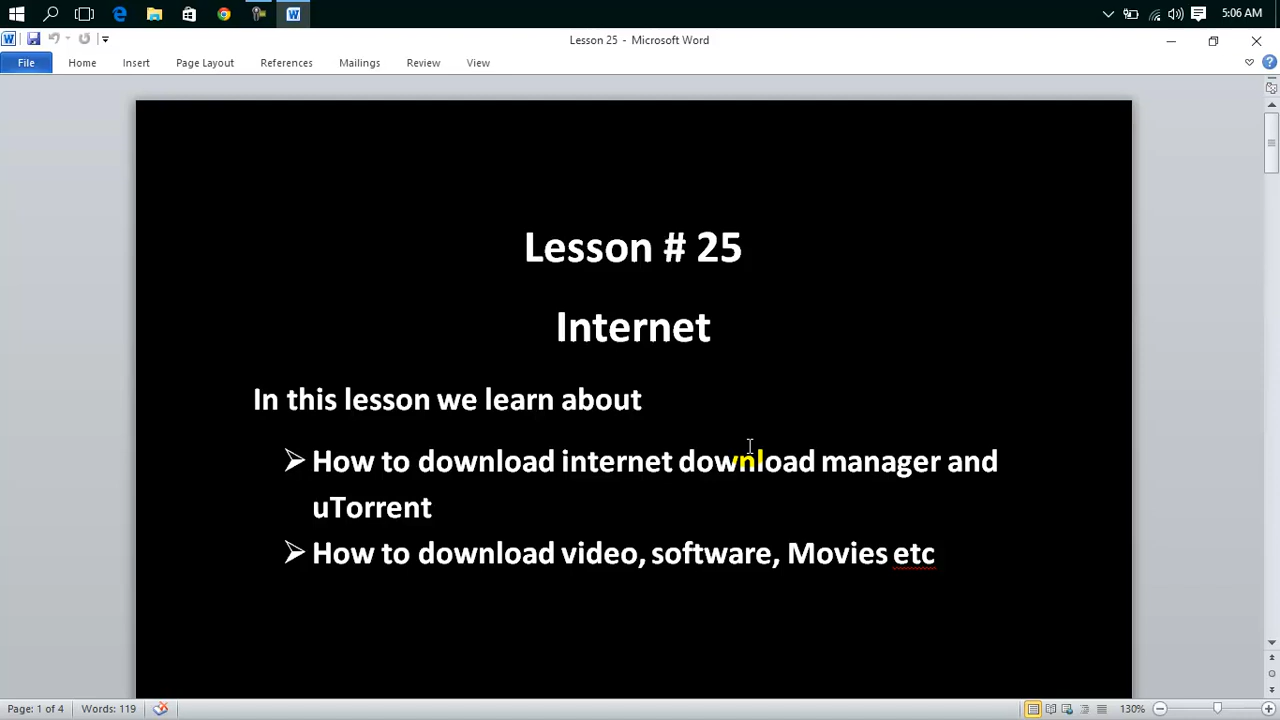 5:06 AM
Lesson 25 - Microsoft Word
File Home Insert Page Layout References Mailings Review View
Lesson # 25
Internet
In this lesson we learn about
How to download internet download manager and
uTorrent
How to download video, software, Movies etc
Page: 1 of 4 Words: 119 130%